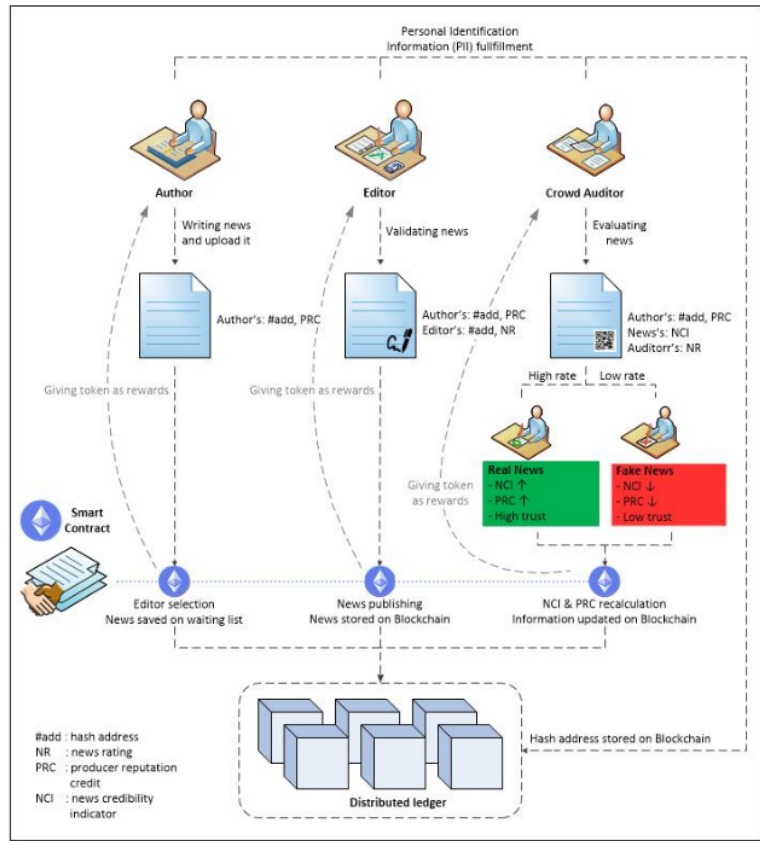 Personal Identification
Information (PII) fullfillment
Author
Editor
Crowd Auditor
Writing news
and upload it
Validating news
Evaluating
news
Author's: #add, PRC
Author's: #add, PRC
Editor's: #add, NR
Author's: #add, PRC
News's: NCI
Auditorr's: NR
High rate
Low rate
Giving token as rewards
Giving token as rewards
Giving token
as rewards
Real News
- NCI ↑
- PRC ↑
- High trust
Fake News
- NCI ↓
- PRC ↓
- Low trust
Smart
Contract
Editor selection
News saved on waiting list
News publishing
News stored on Blockchain
NCI & PRC recalculation
Information updated on Blockchain
Hash address stored on Blockchain
#add : hash address
NR : news rating
PRC : producer reputation
credit
NCI : news credibility
indicator
Distributed ledger